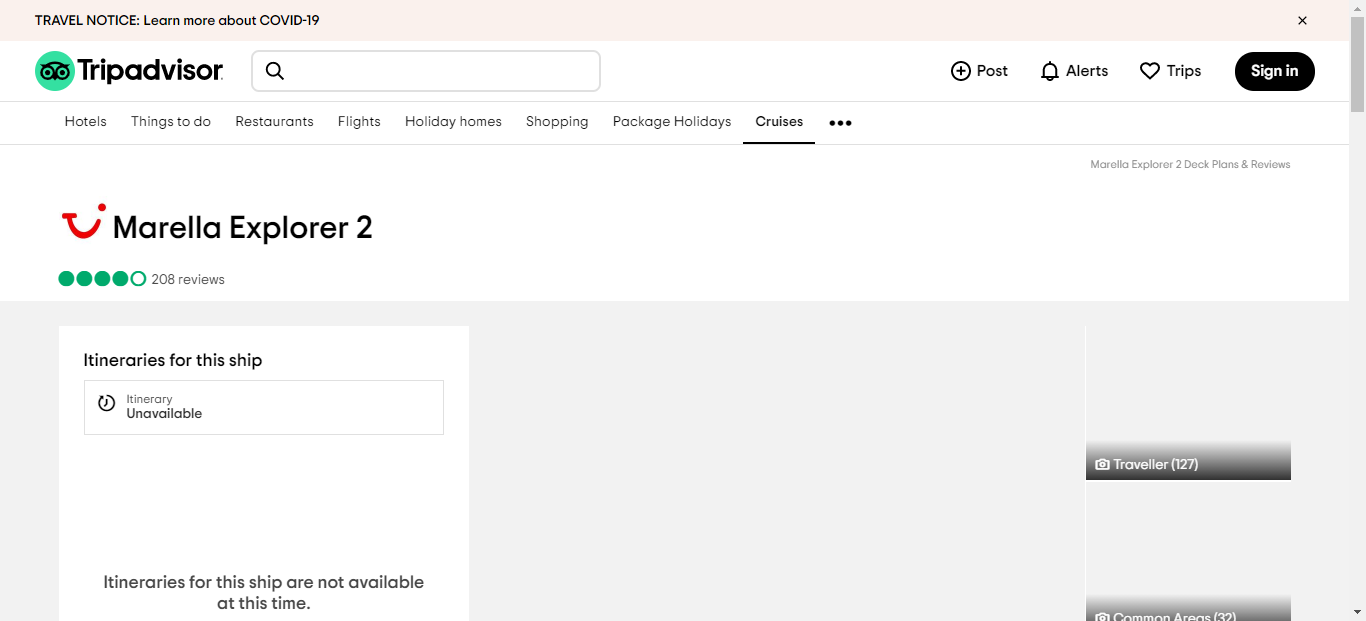 TRAVEL NOTICE: Learn more about COVID-19
Tripadvisor
Post
Alerts
Trips
Sign in
Hotels
Things to do
Restaurants
Flights
Holiday homes
Shopping
Package Holidays
Cruises
Marella Explorer 2 Deck Plans & Reviews
Marella Explorer 2
208 reviews
Itineraries for this ship
Itinerary
Unavailable
Traveller (127)
Itineraries for this ship are not available
at this time.
Common Areas (32)